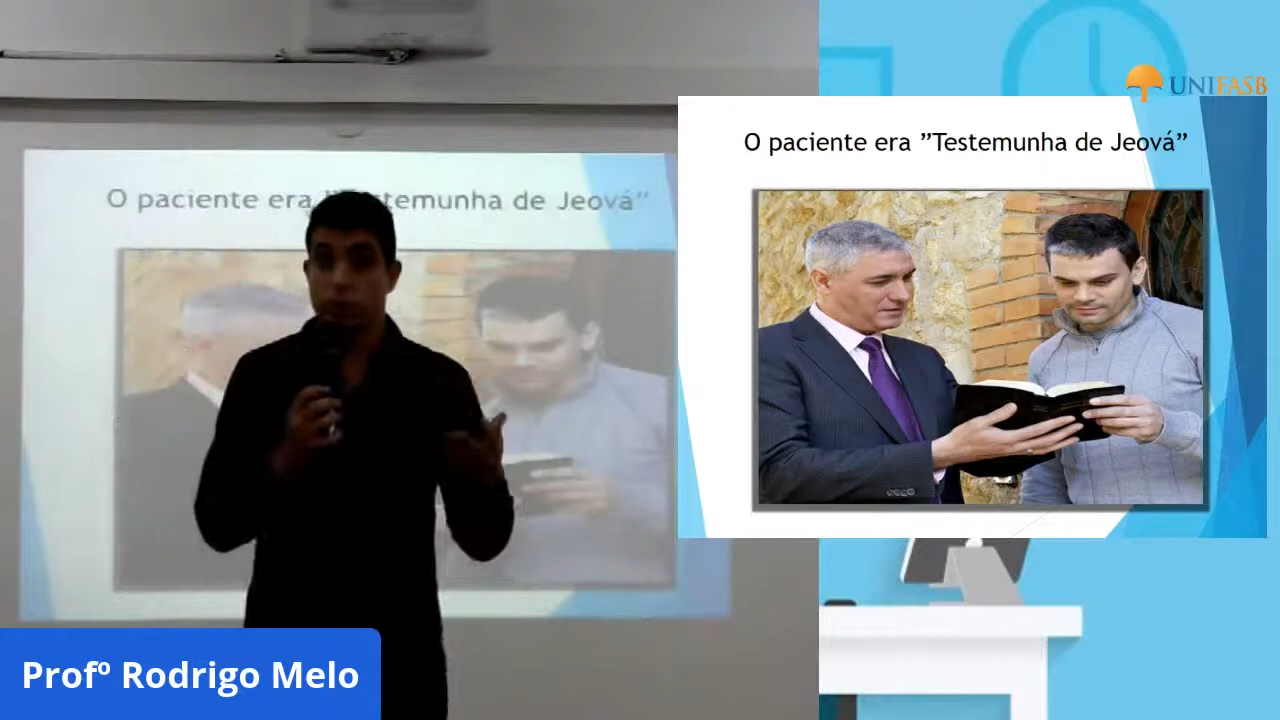 UNIFASB
O paciente era ”Testemunha de Jeová”
O paciente era ”Testemunha de Jeová”
Profº Rodrigo Melo